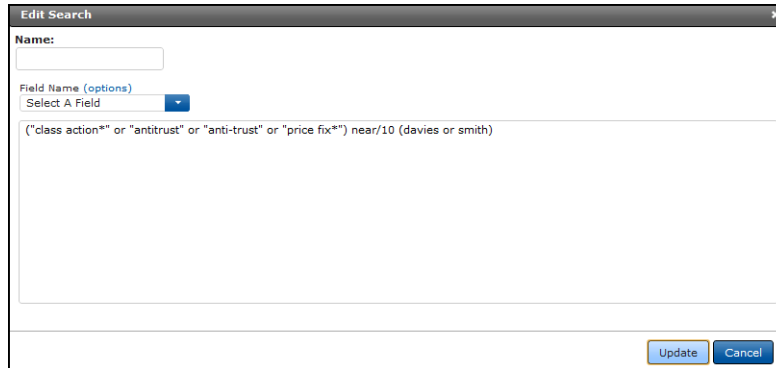 Edit Search
Name:
Field Name (options)
Select A Field
("class action*" or "antitrust" or "anti-trust" or "price fix*") near/10 (davies or smith)
Update Cancel